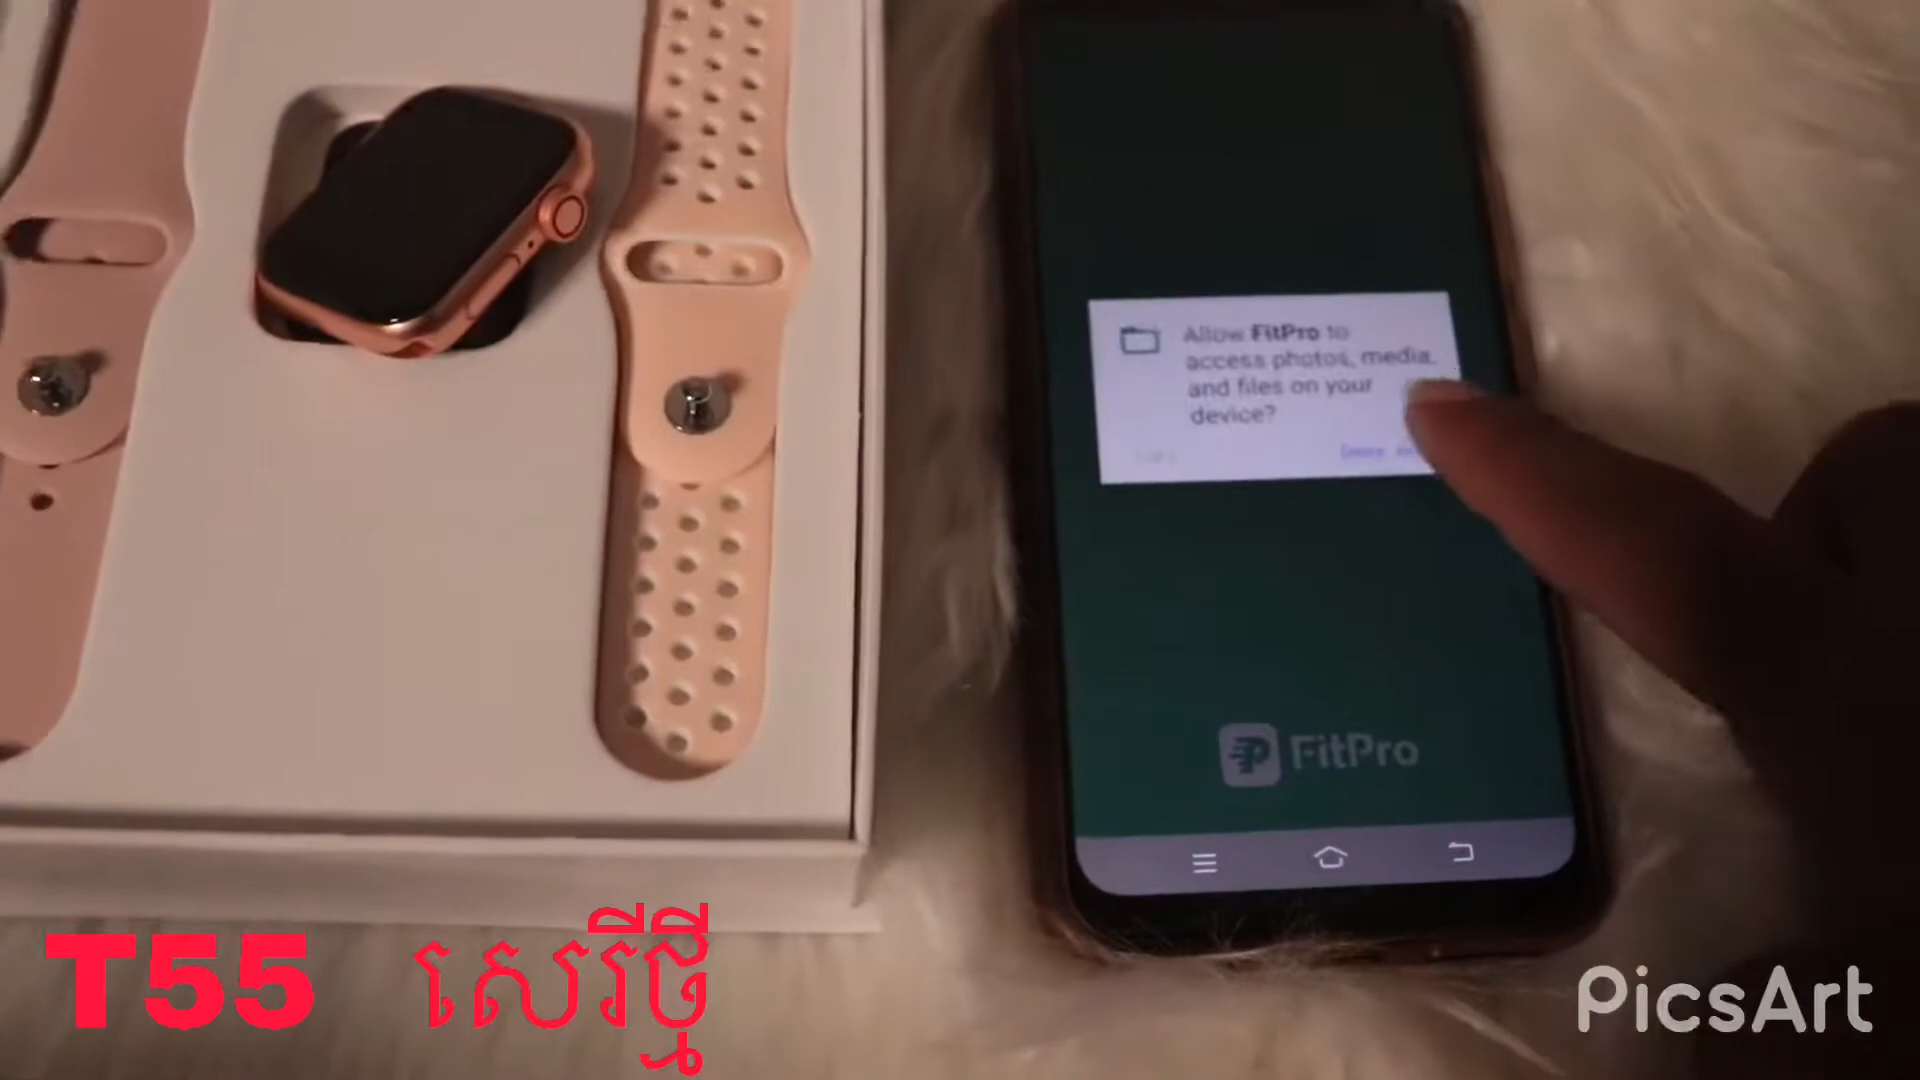 Allow FitPro to
access photos, media,
and files on your
device?
FitPro
T55 សេរីថ្មី
PicsArt